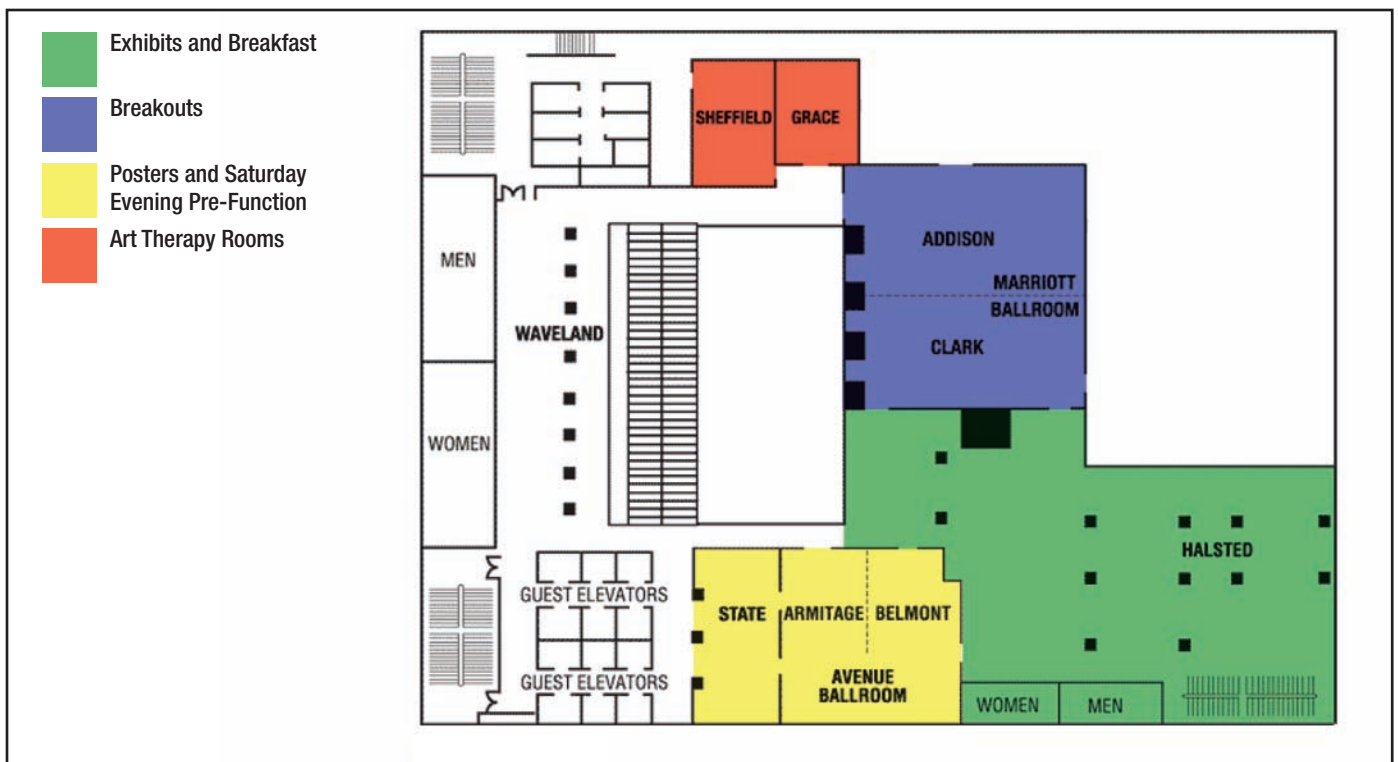 Exhibits and Breakfast
Breakouts
Posters and Saturday
Evening Pre-Function
Art Therapy Rooms
SHEFFIELD
GRACE
ADDISON
MARRIOTT
BALLROOM
CLARK
MEN
WAVELAND
WOMEN
HALSTED
GUEST ELEVATORS
STATE
ARMITAGE
BELMONT
GUEST ELEVATORS
AVENUE
BALLROOM
WOMEN
MEN